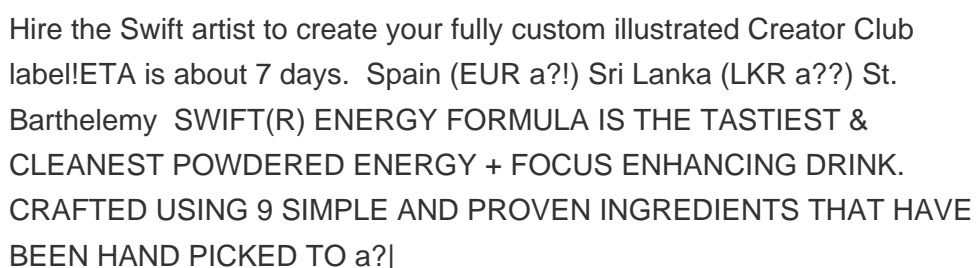 Hire the Swift artist to create your fully custom illustrated Creator Club
label!ETA is about 7 days.  Spain (EUR a?!) Sri Lanka (LKR a??) St.
Barthelemy  SWIFT(R) ENERGY FORMULA IS THE TASTIEST &
CLEANEST POWDERED ENERGY + FOCUS ENHANCING DRINK.
CRAFTED USING 9 SIMPLE AND PROVEN INGREDIENTS THAT HAVE
BEEN HAND PICKED TO a?|